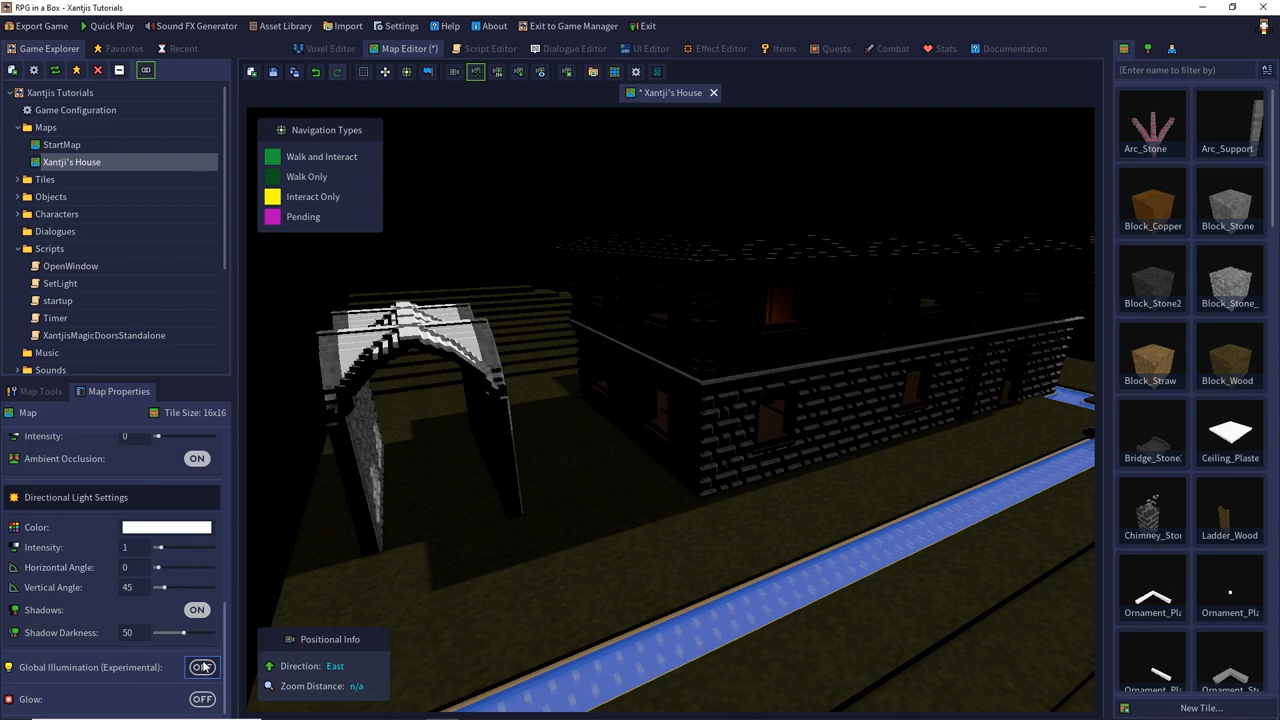 RPG in a Box - Xantjis Tutorials
Export Game Quick Play Sound FX Generator Asset Library Import Settings Help About Exit to Game Manager Exit
Game Explorer Favorites Recent Voxel Editor Map Editor (*) Script Editor Dialogue Editor UI Editor Effect Editor Items Quests Combat Stats Documentation
(Enter name to filter by)
Xantjis Tutorials
* Xantji's House
Game Configuration
Maps
StartMap
Xantji's House
Tiles
Objects
Characters
Dialogues
Scripts
OpenWindow
SetLight
startup
Timer
XantjisMagicDoorsStandalone
Music
Sounds
Navigation Types
Walk and Interact
Walk Only
Interact Only
Pending
Map Tools Map Properties
Map Tile Size: 16x16
Intensity: 0
Ambient Occlusion: ON
Directional Light Settings
Color:
Intensity: 1
Horizontal Angle: 0
Vertical Angle: 45
Shadows: ON
Shadow Darkness: 50
Global Illumination (Experimental):
Glow: OFF
Positional Info
Direction: East
Zoom Distance: n/a
Arc_Stone Arc_Support
Block_Copper Block_Stone
Block_Stone2 Block_Stone_
Block_Straw Block_Wood
Bridge_Stone Ceiling_Plaste
Chimney_Stor Ladder_Wood
Ornament_Pla Ornament_Pla
Ornament_Pla Ornament_St
New Tile...